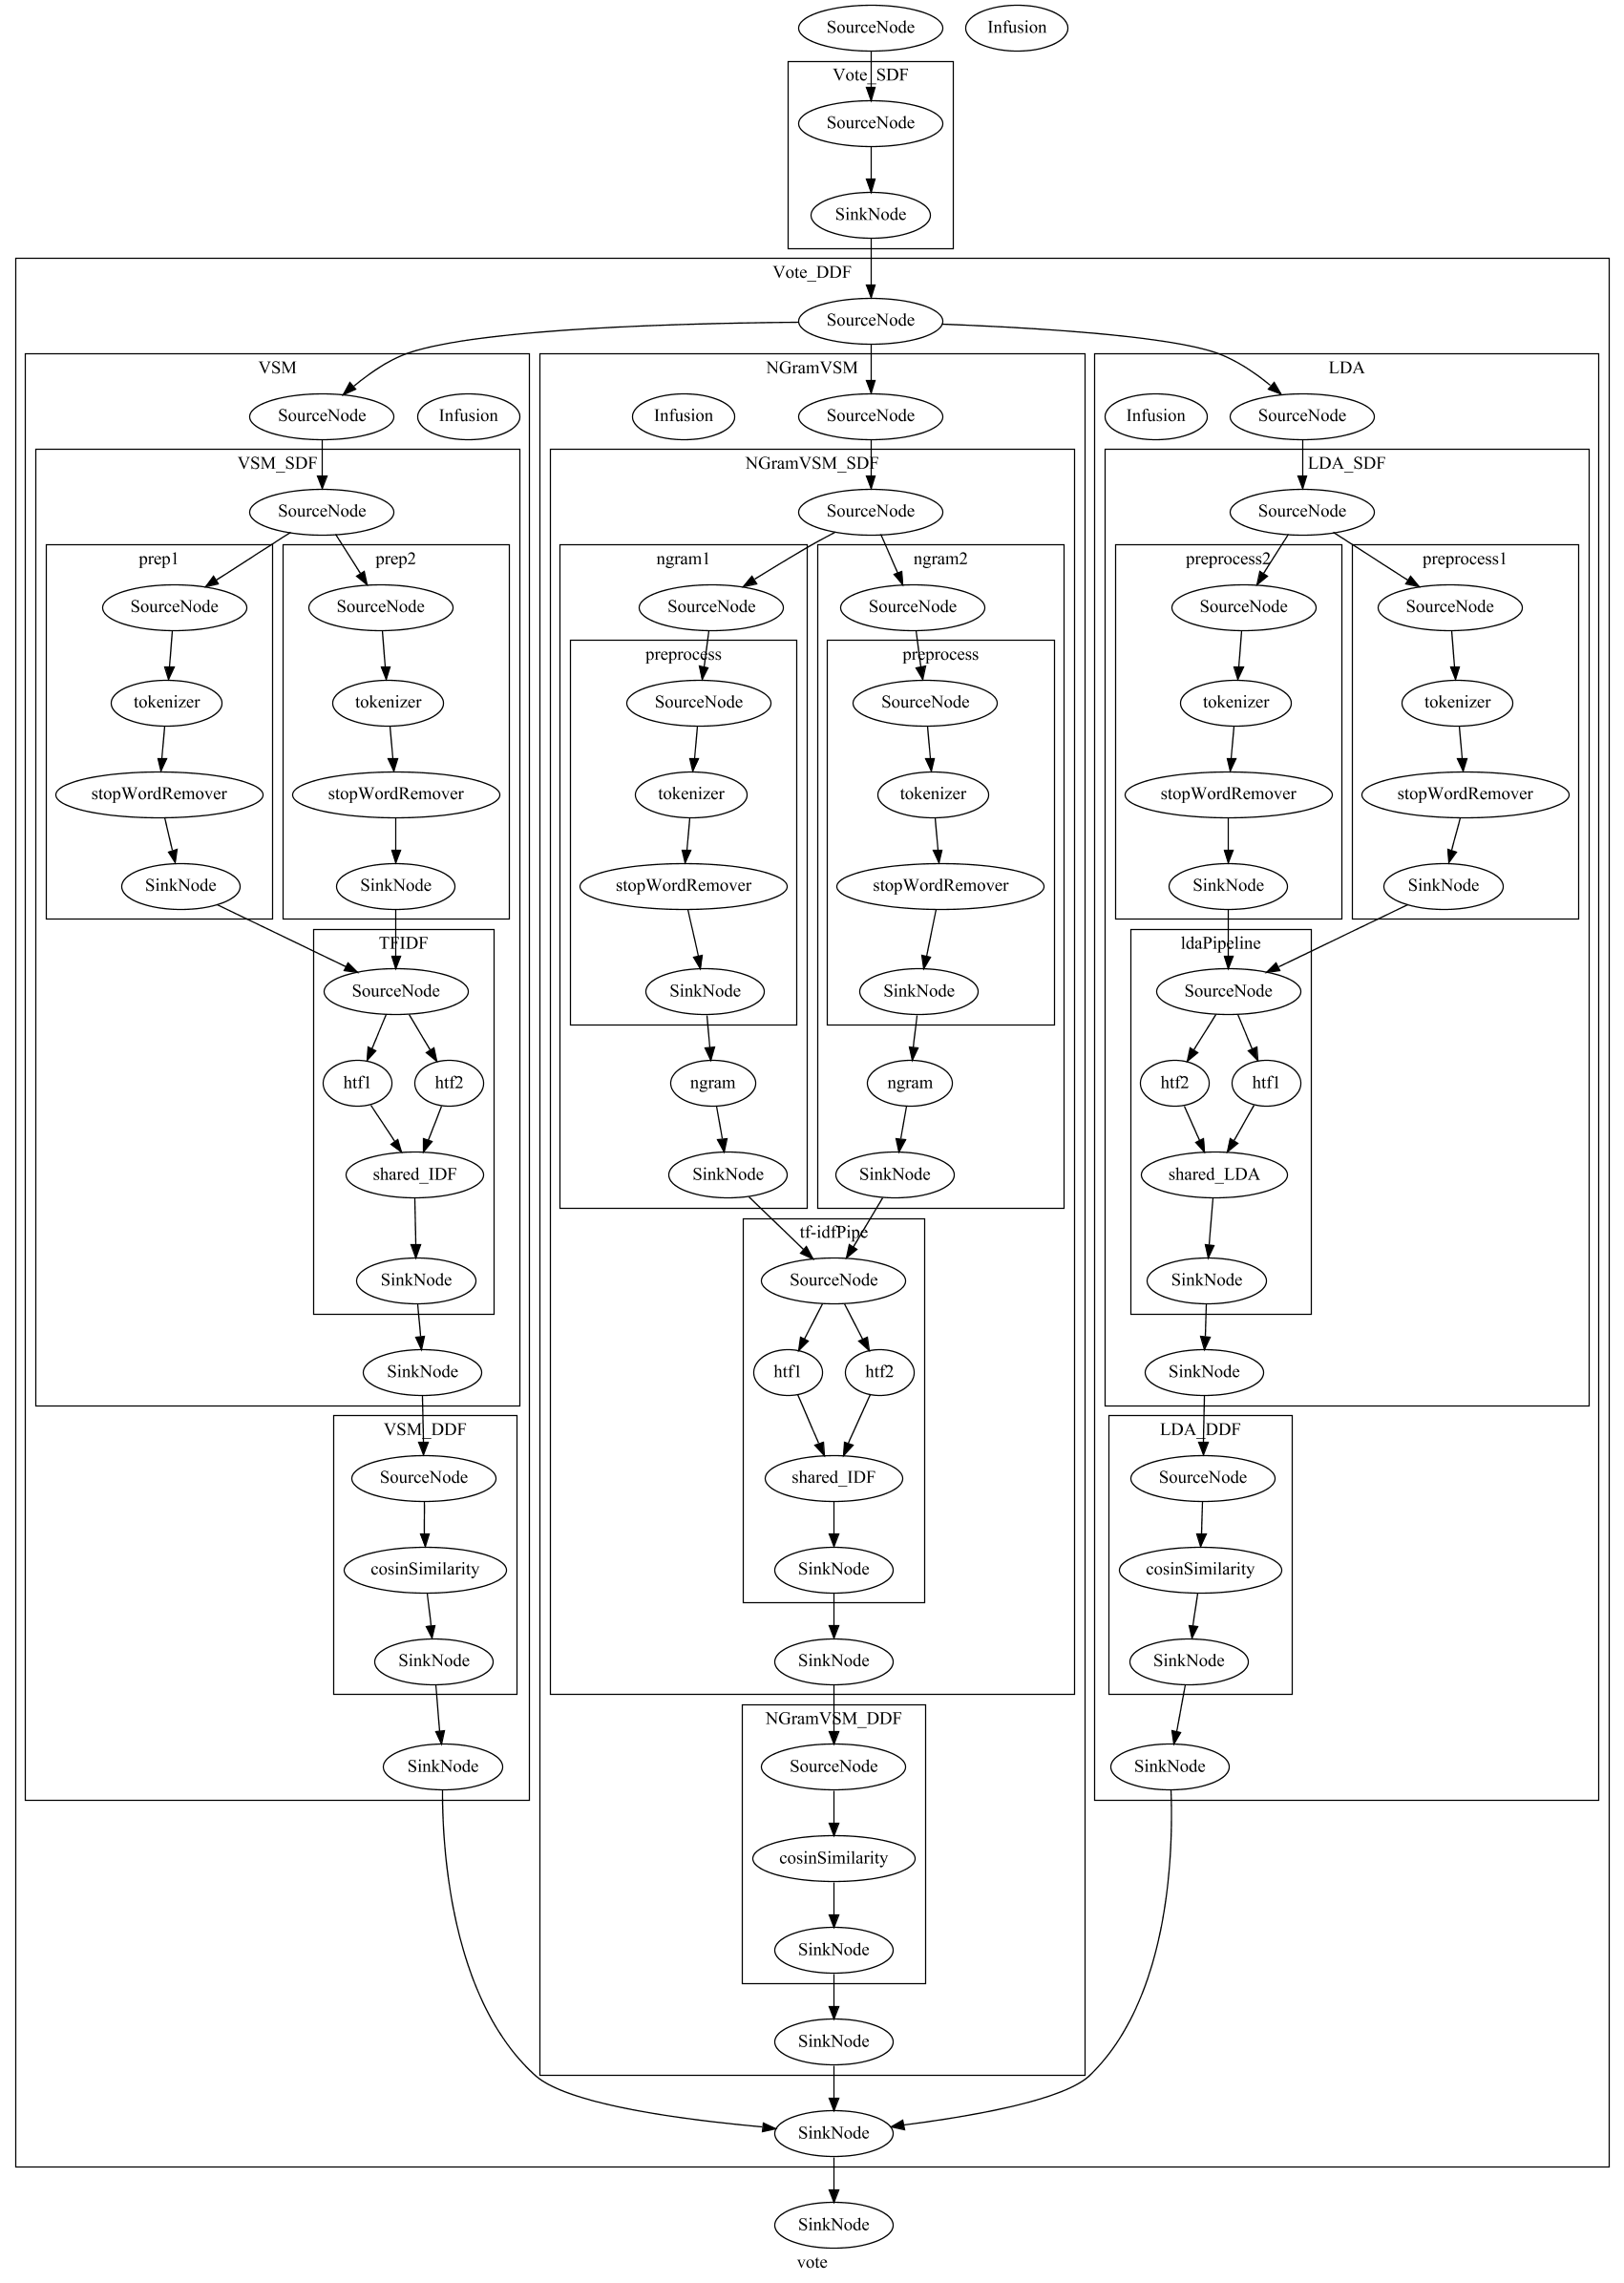 SourceNode
Infusion
Vote_SDF
SourceNode
SinkNode
Vote_DDF
SourceNode
VSM
SourceNode
Infusion
VSM_SDF
SourceNode
prep1
SourceNode
tokenizer
stopWordRemover
SinkNode
prep2
SourceNode
tokenizer
stopWordRemover
SinkNode
TFIDF
SourceNode
htf1
htf2
shared_IDF
SinkNode
SinkNode
VSM_DDF
SourceNode
cosinSimilarity
SinkNode
SinkNode
NGramVSM
Infusion
SourceNode
NGramVSM_SDF
SourceNode
ngram1
SourceNode
preprocess
SourceNode
tokenizer
stopWordRemover
SinkNode
ngram
SinkNode
ngram2
SourceNode
preprocess
SourceNode
tokenizer
stopWordRemover
SinkNode
ngram
SinkNode
tf-idfPipe
SourceNode
htf1
htf2
shared_IDF
SinkNode
SinkNode
NGramVSM_DDF
SourceNode
cosinSimilarity
SinkNode
SinkNode
LDA
Infusion
SourceNode
LDA_SDF
SourceNode
preprocess2
SourceNode
tokenizer
stopWordRemover
SinkNode
preprocess1
SourceNode
tokenizer
stopWordRemover
SinkNode
ldaPipeline
SourceNode
htf2
htf1
shared_LDA
SinkNode
SinkNode
LDA_DDF
SourceNode
cosinSimilarity
SinkNode
SinkNode
SinkNode
SinkNode
vote